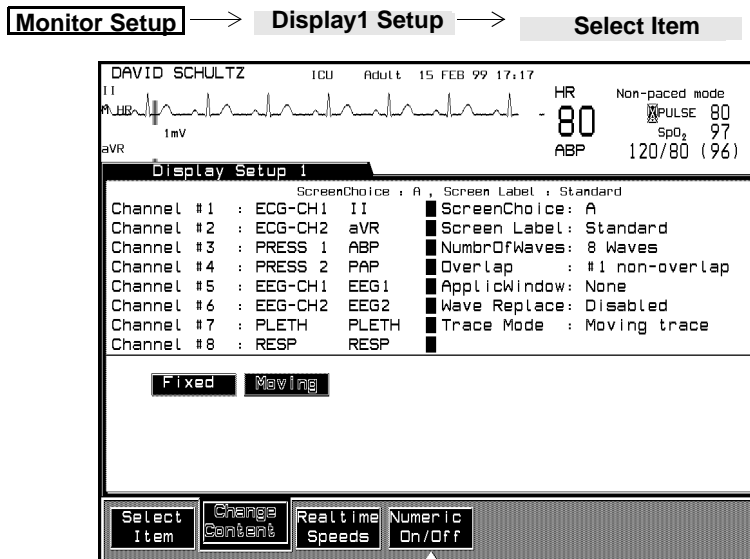 Monitor Setup → Display1 Setup → Select Item
DAVID SCHULTZ ICU Adult 15 FEB 99 17:17
II
HR Non-paced mode
M HR
80 PULSE 80
1mV
SpO₂ 97
aVR
ABP 120/80 (96)
Display Setup 1
ScreenChoice : A , Screen Label : Standard
Channel #1 : ECG-CH1 II ScreenChoice: A
Channel #2 : ECG-CH2 aVR Screen Label: Standard
Channel #3 : PRESS 1 ABP NumbrOfWaves: 8 Waves
Channel #4 : PRESS 2 PAP Overlap : #1 non-overlap
Channel #5 : EEG-CH1 EEG1 ApplicWindow: None
Channel #6 : EEG-CH2 EEG2 Wave Replace: Disabled
Channel #7 : PLETH PLETH Trace Mode : Moving trace
Channel #8 : RESP RESP
Fixed Moving
Select Item
Change Content
Realtime Speeds
Numeric On/Off